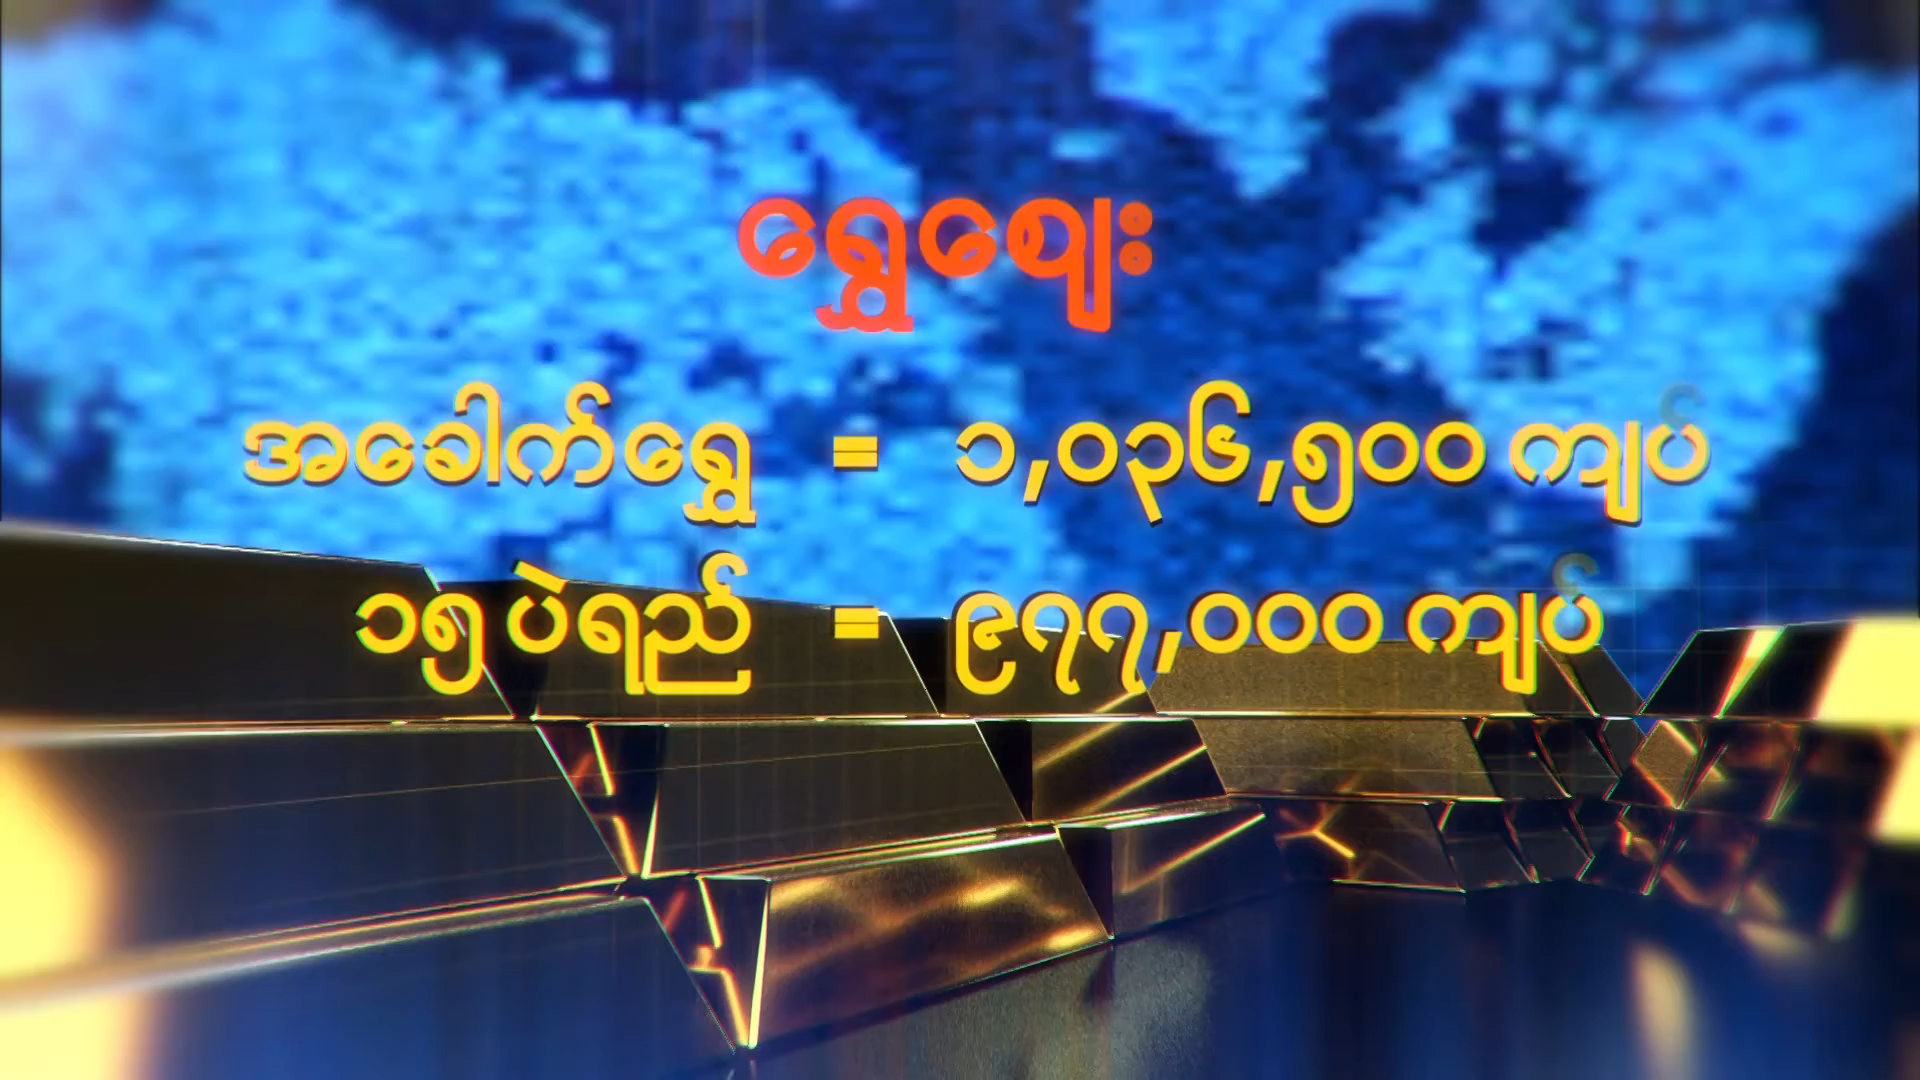 ရွှေဈေး
အခေါက်ရွှေ = ၁,၀၃၆,၅၀၀ ကျပ်
၁၅ ပဲရည် = ၉၇၇,၀၀၀ ကျပ်